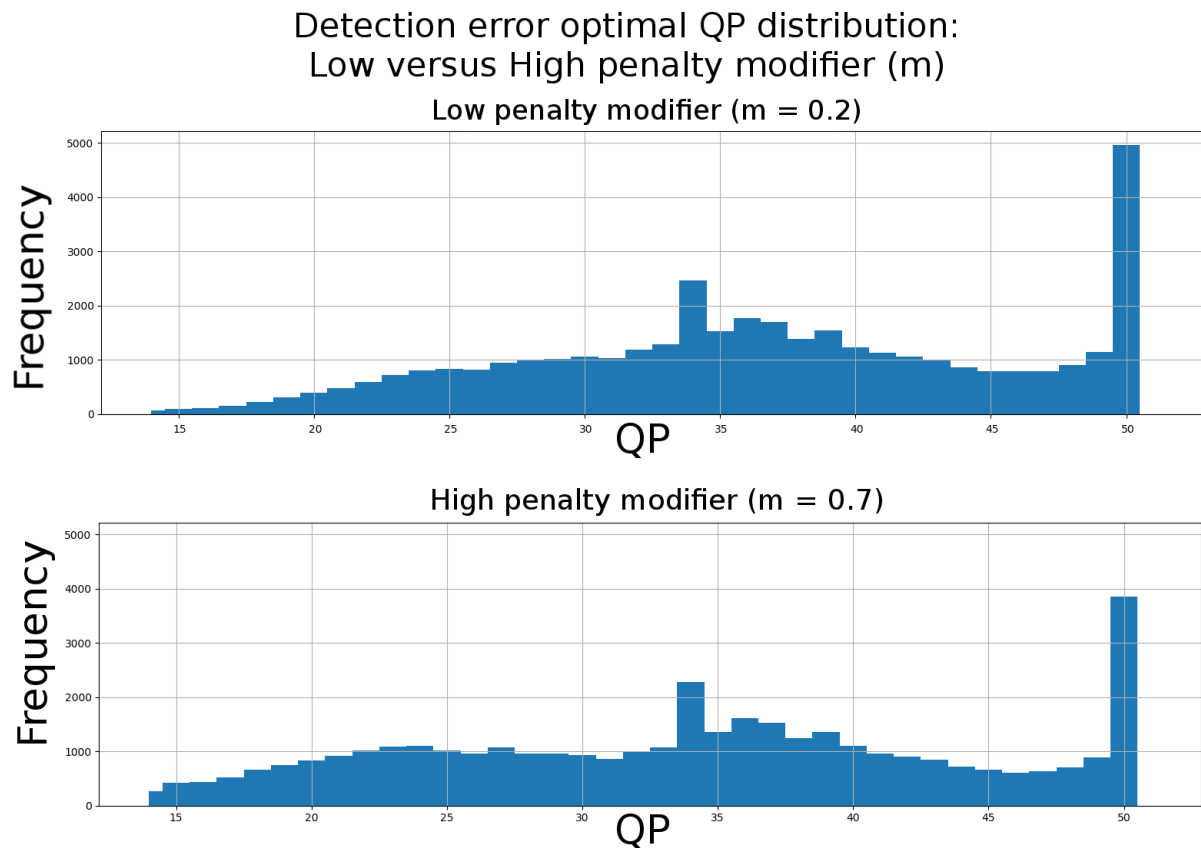 Detection error optimal QP distribution:
Low versus High penalty modifier (m)
Low penalty modifier (m = 0.2)
Frequency
5000
4000
3000
2000
1000
0
15 20 25 30 35 40 45 50
QP
High penalty modifier (m = 0.7)
Frequency
5000
4000
3000
2000
1000
0
15 20 25 30 35 40 45 50
QP